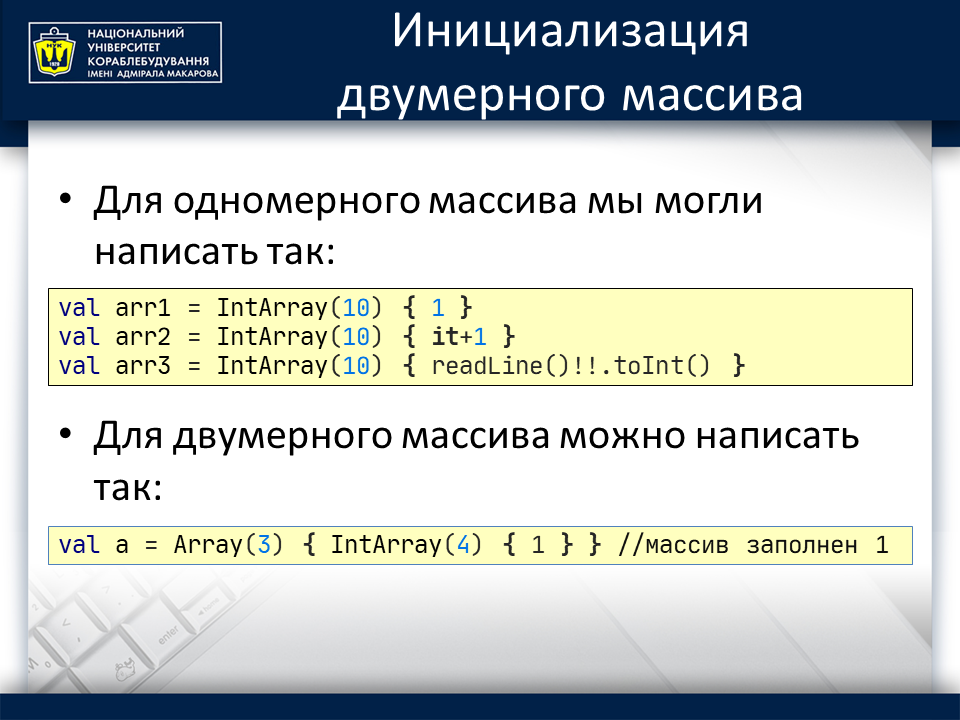 НАЦІОНАЛЬНИЙ
УНІВЕРСИТЕТ
КОРАБЛЕБУДУВАННЯ
ІМЕНІ АДМІРАЛА МАКАРОВА
НУК
1920
Инициализация
двумерного массива
• Для одномерного массива мы могли
написать так:
val arr1 = IntArray(10) { 1 }
val arr2 = IntArray(10) { it+1 }
val arr3 = IntArray(10) { readLine()!!.toInt() }
• Для двумерного массива можно написать
так:
val a = Array(3) { IntArray(4) { 1 } } //массив заполнен 1
enter